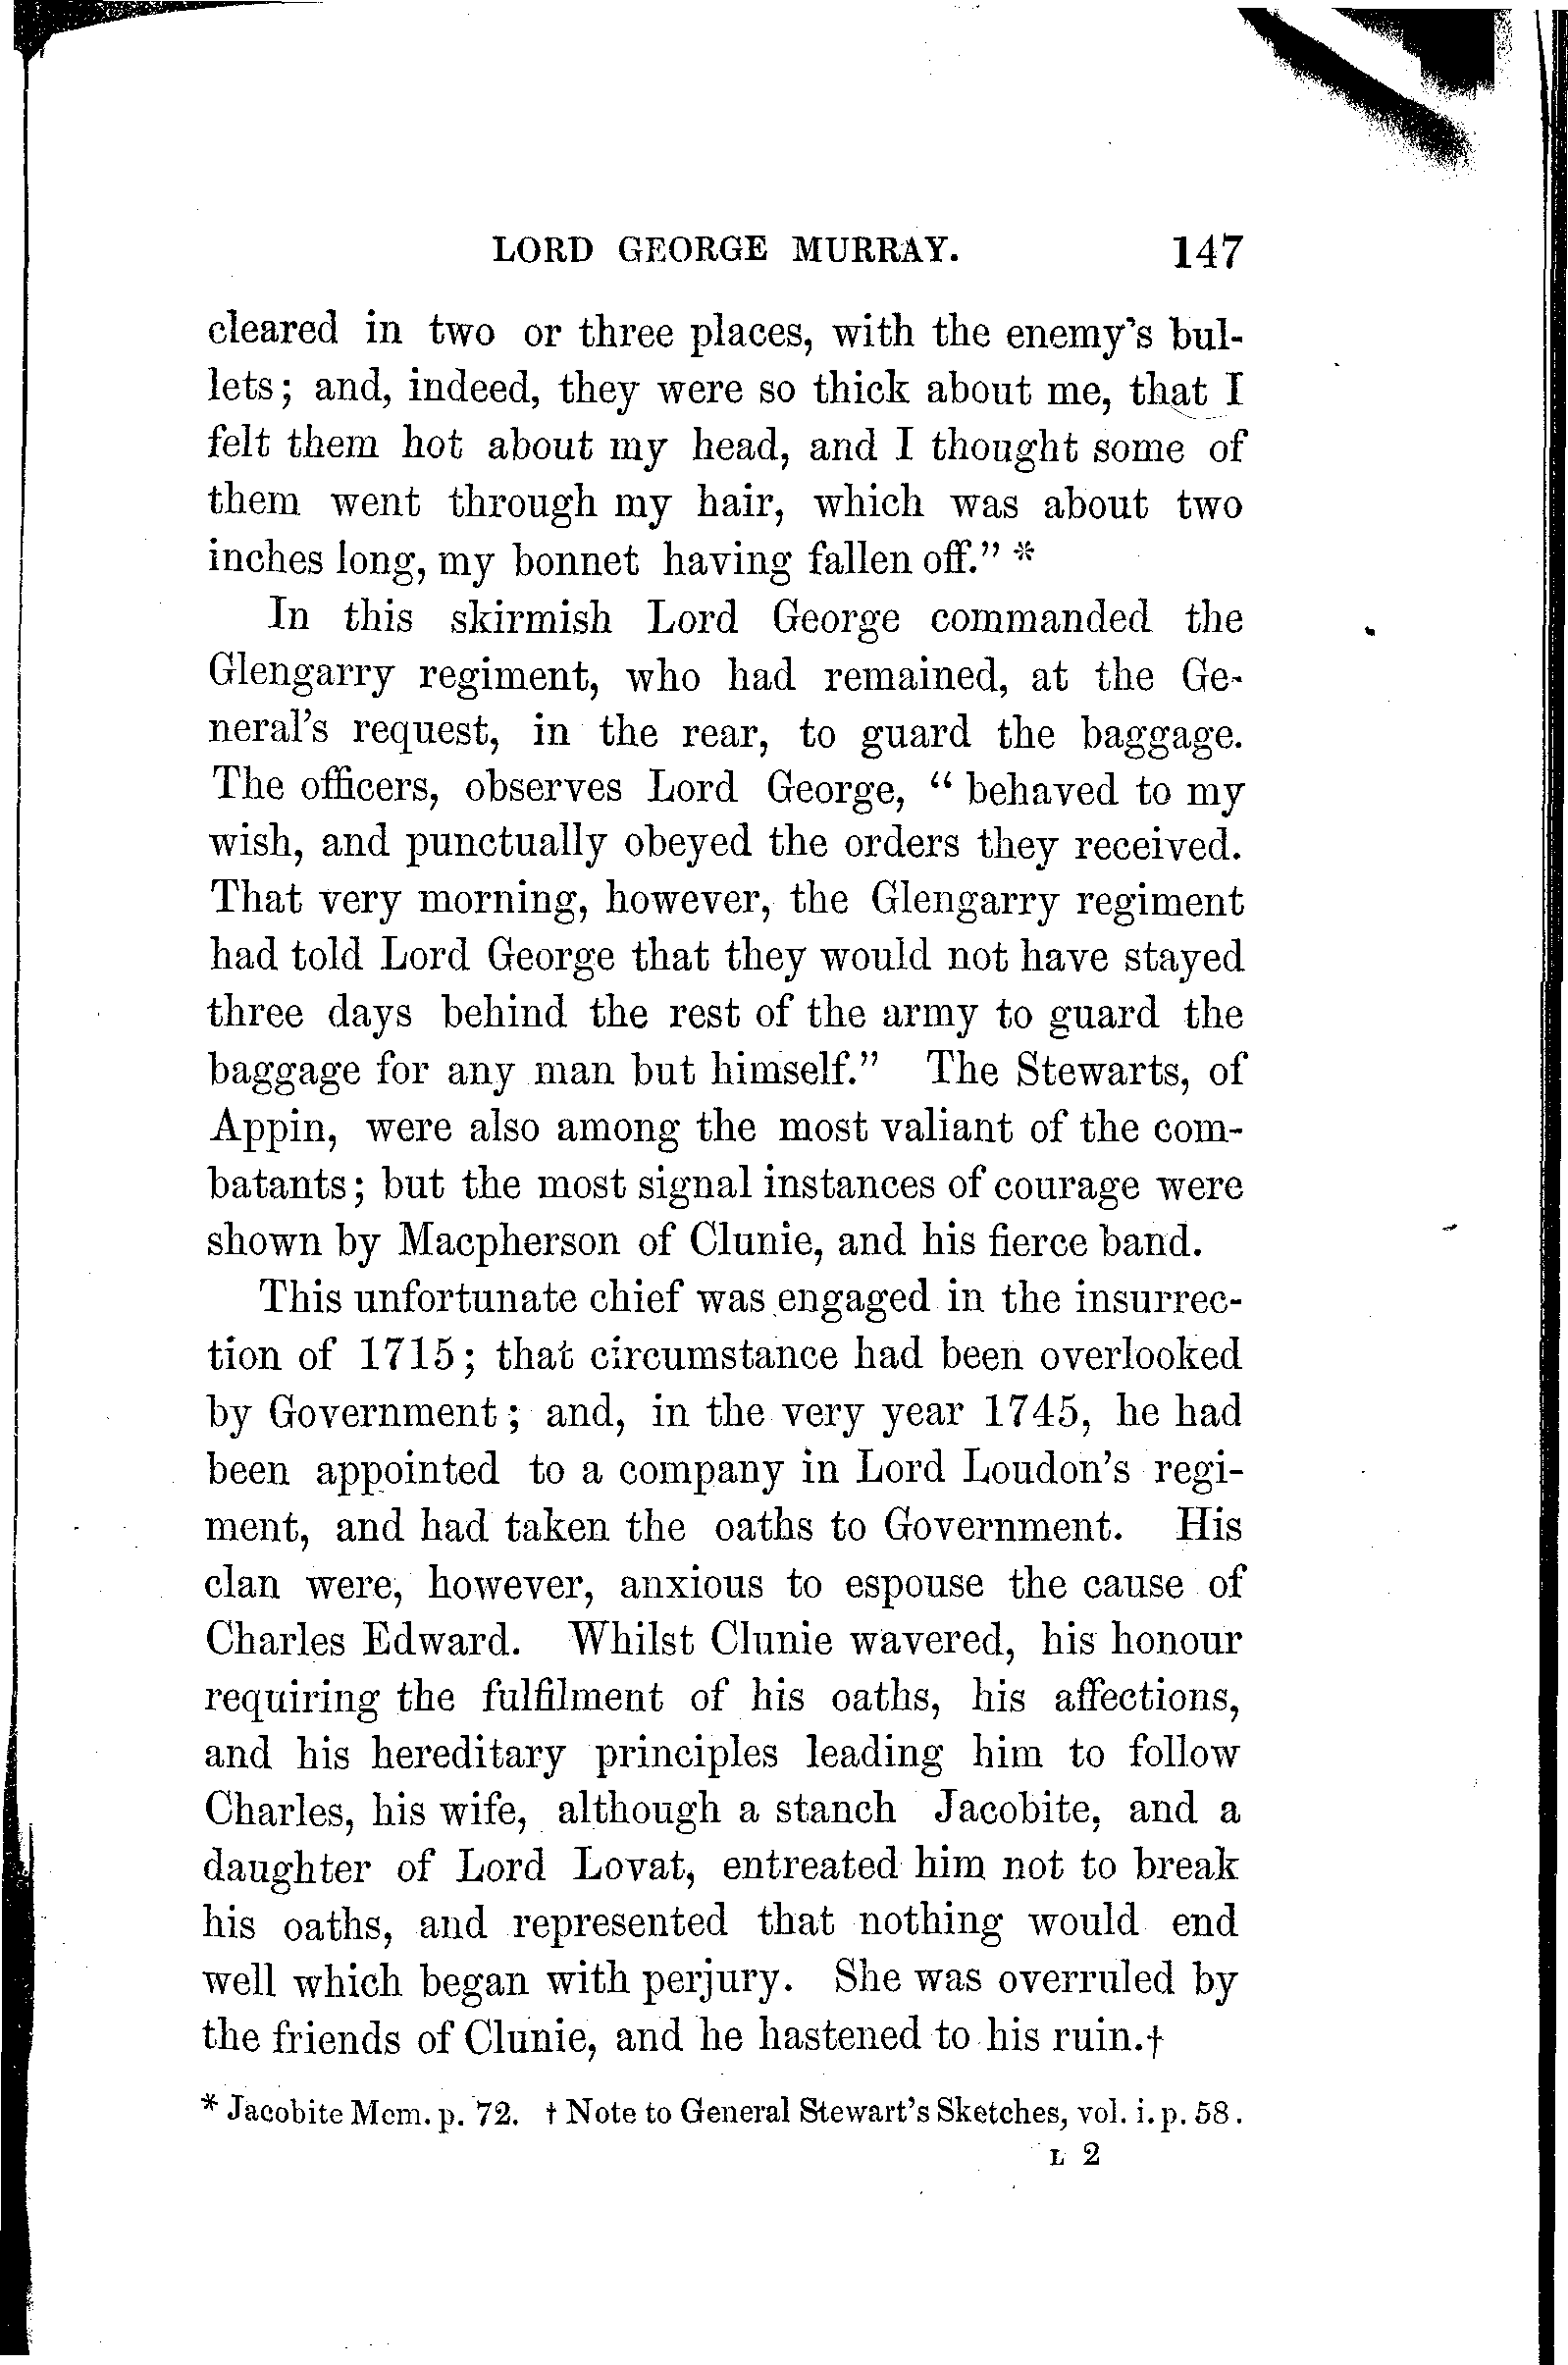 LORD GEORGE MURRAY. 147
cleared in two or three places, with the enemy's bul-
lets; and, indeed, they were so thick about me, that I
felt them hot about my head, and I thought some of
them went through my hair, which was about two
inches long, my bonnet having fallen off." *
In this skirmish Lord George commanded the
Glengarry regiment, who had remained, at the Ge-
neral's request, in the rear, to guard the baggage.
The officers, observes Lord George, "behaved to my
wish, and punctually obeyed the orders they received.
That very morning, however, the Glengarry regiment
had told Lord George that they would not have stayed
three days behind the rest of the army to guard the
baggage for any man but himself." The Stewarts, of
Appin, were also among the most valiant of the com-
batants; but the most signal instances of courage were
shown by Macpherson of Clunie, and his fierce band.
This unfortunate chief was engaged in the insurrec-
tion of 1715; that circumstance had been overlooked
by Government; and, in the very year 1745, he had
been appointed to a company in Lord Loudon's regi-
ment, and had taken the oaths to Government. His
clan were, however, anxious to espouse the cause of
Charles Edward. Whilst Clunie wavered, his honour
requiring the fulfilment of his oaths, his affections,
and his hereditary principles leading him to follow
Charles, his wife, although a stanch Jacobite, and a
daughter of Lord Lovat, entreated him not to break
his oaths, and represented that nothing would end
well which began with perjury. She was overruled by
the friends of Clunie, and he hastened to his ruin.†
* Jacobite Mem. p. 72. † Note to General Stewart's Sketches, vol. i. p. 58.
L 2